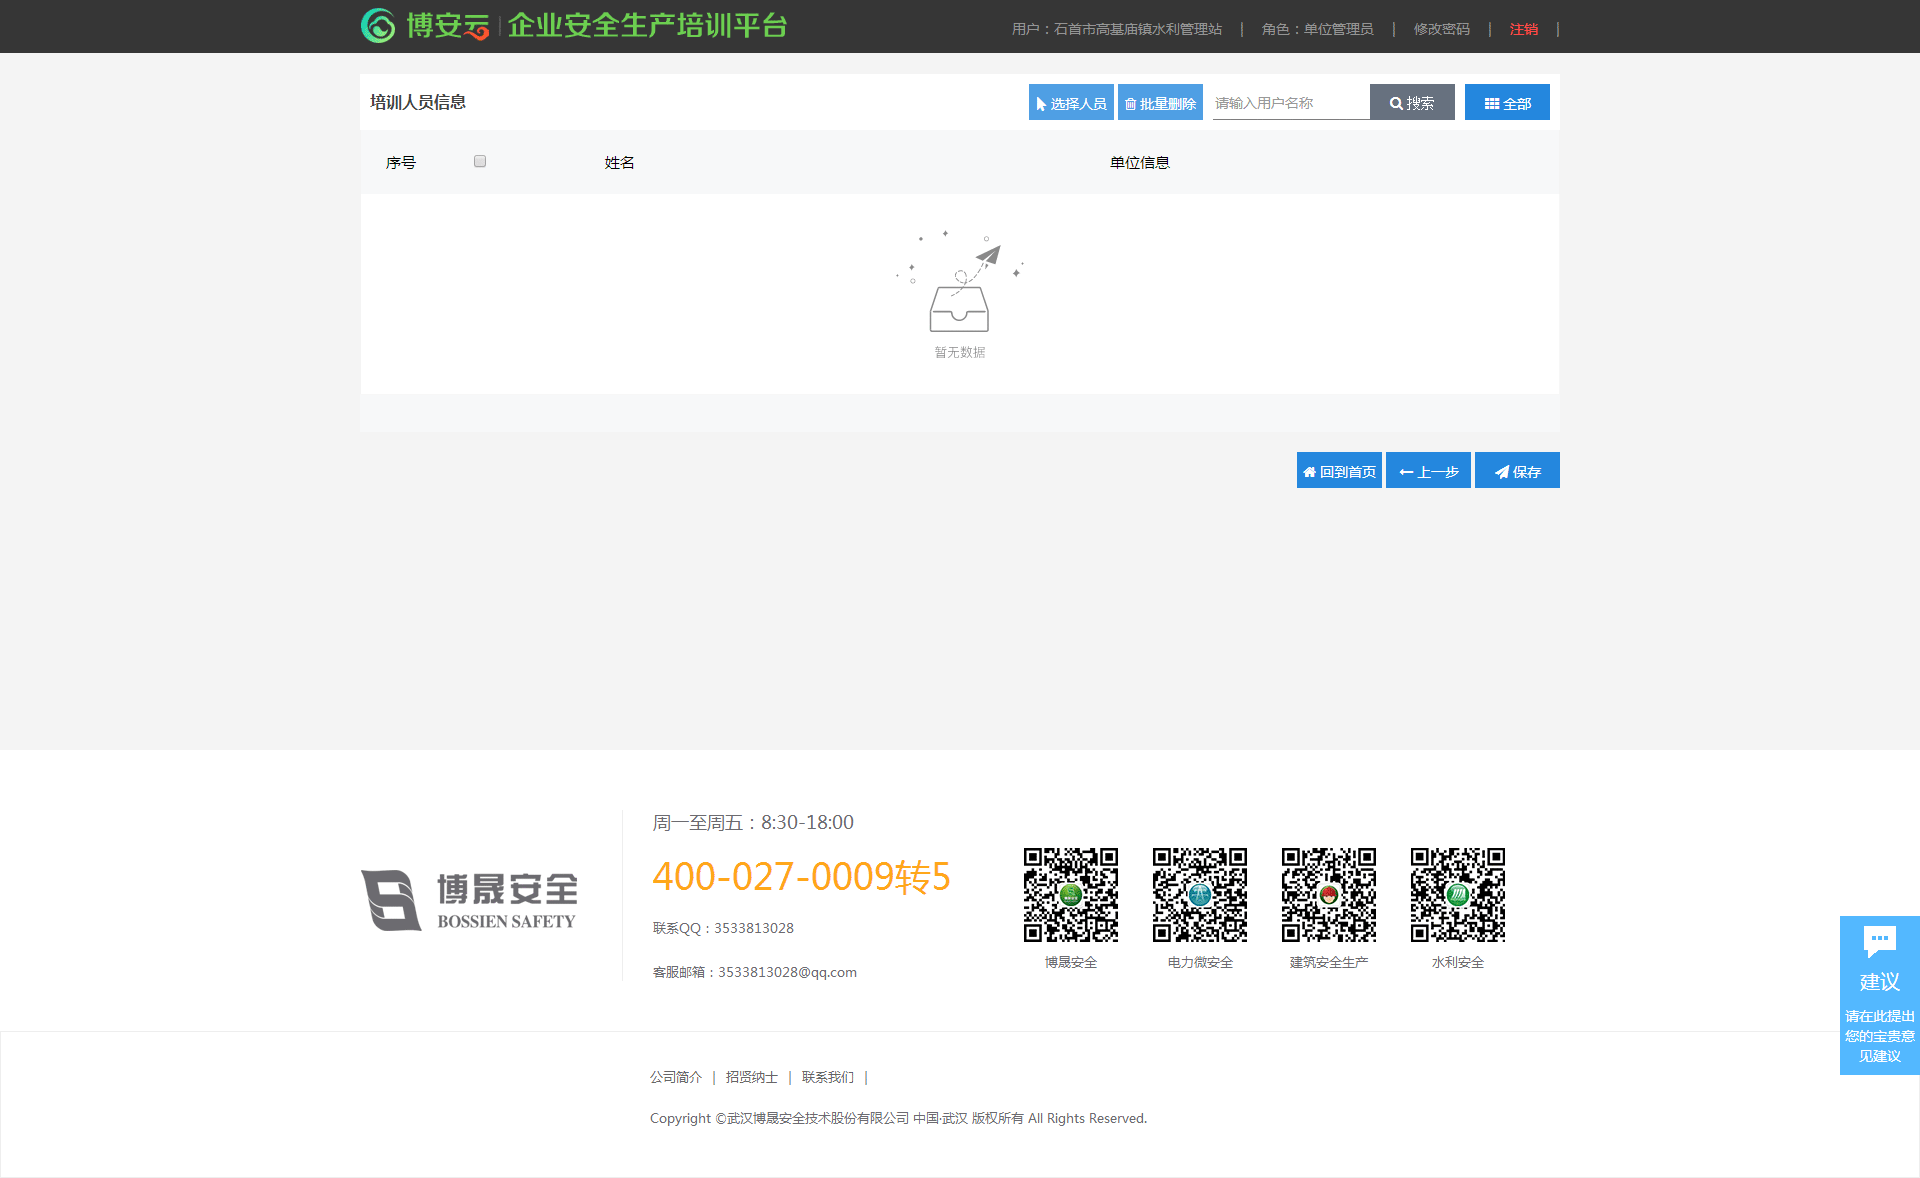 博安云 | 企业安全生产培训平台
用户：石首市高基庙镇水利管理站 | 角色：单位管理员 | 修改密码 | 注销 |
培训人员信息
选择人员 批量删除 请输入用户名称 搜索 全部
序号 姓名 单位信息
暂无数据
回到首页 上一步 保存
周一至周五：8:30-18:00
400-027-0009转5
联系QQ：3533813028
客服邮箱：3533813028@qq.com
博晟安全
BOSSIEN SAFETY
博晟安全 电力微安全 建筑安全生产 水利安全
建议
请在此提出
您的宝贵意
见建议
公司简介 | 招贤纳士 | 联系我们 |
Copyright ©武汉博晟安全技术股份有限公司 中国·武汉 版权所有 All Rights Reserved.